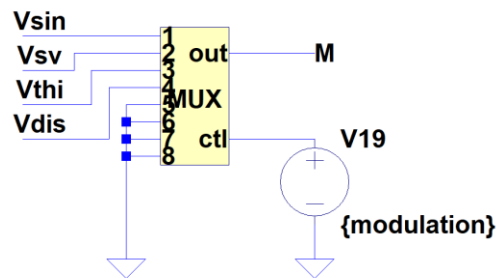 Vsin
1
Vsv
2 out
M
Vthi
3
4
Vdis
5 MUX
6
7 ctl
8
V19
+
−
{modulation}